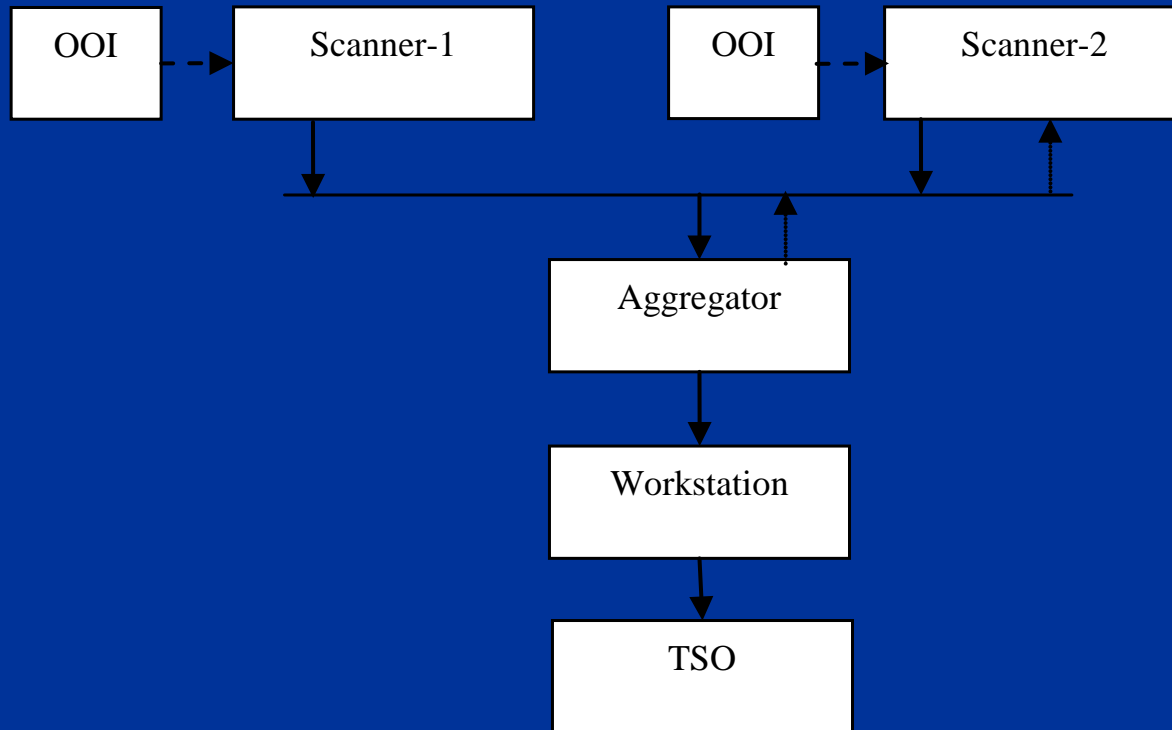 OOI
Scanner-1
OOI
Scanner-2
Aggregator
Workstation
TSO